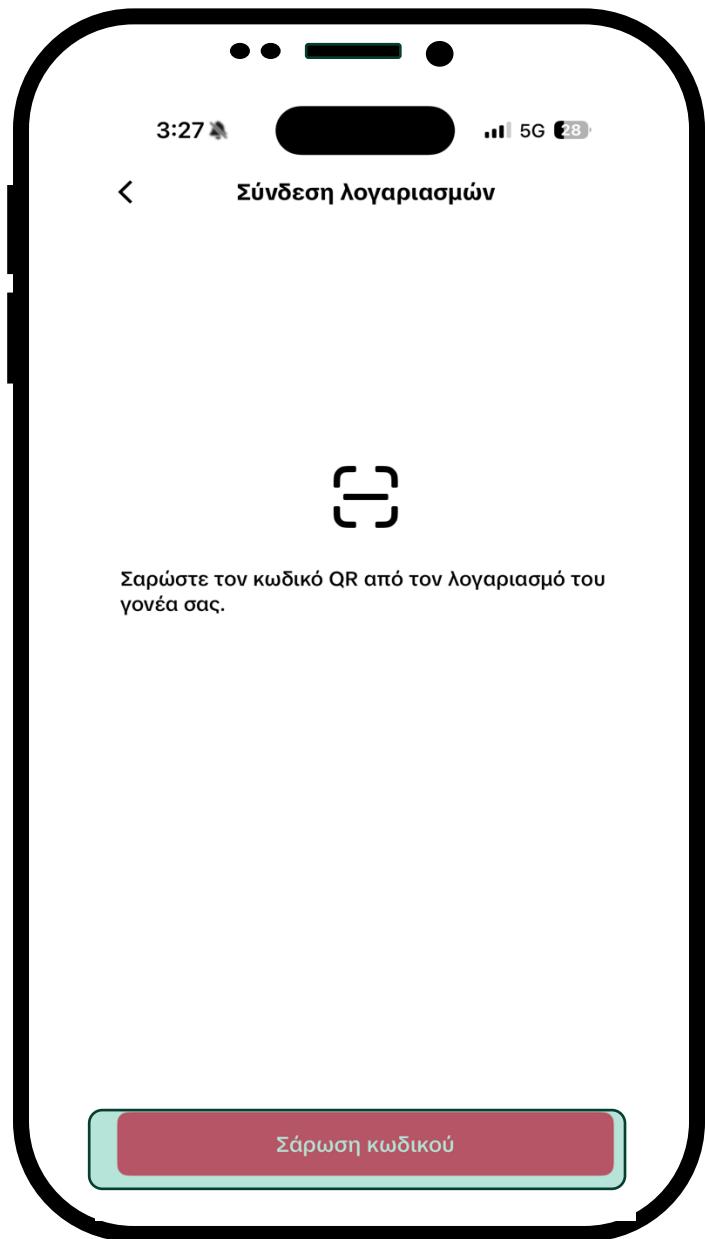 3:27
5G 28
Σύνδεση λογαριασμών
Σαρώστε τον κωδικό QR από τον λογαριασμό του
γονέα σας.
Σάρωση κωδικού